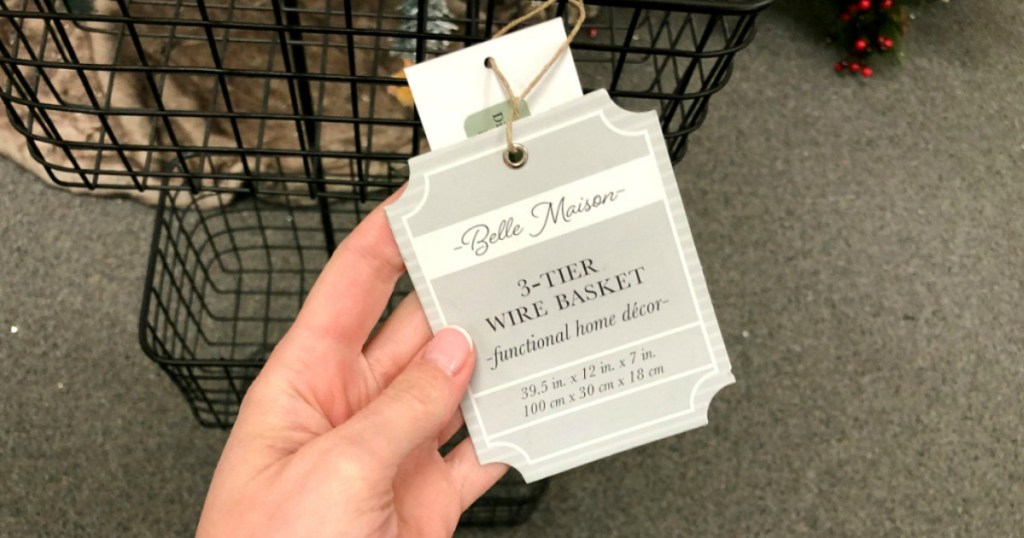 -Belle Maison-
3-TIER
WIRE BASKET
-functional home décor-
39.5 in. x 12 in. x 7 in.
100 cm x 30 cm x 18 cm